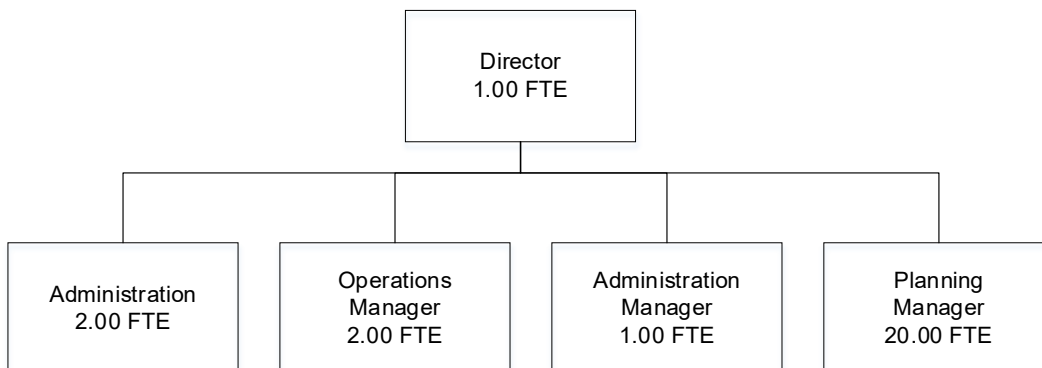 Director
1.00 FTE
Administration
2.00 FTE
Operations
Manager
2.00 FTE
Administration
Manager
1.00 FTE
Planning
Manager
20.00 FTE